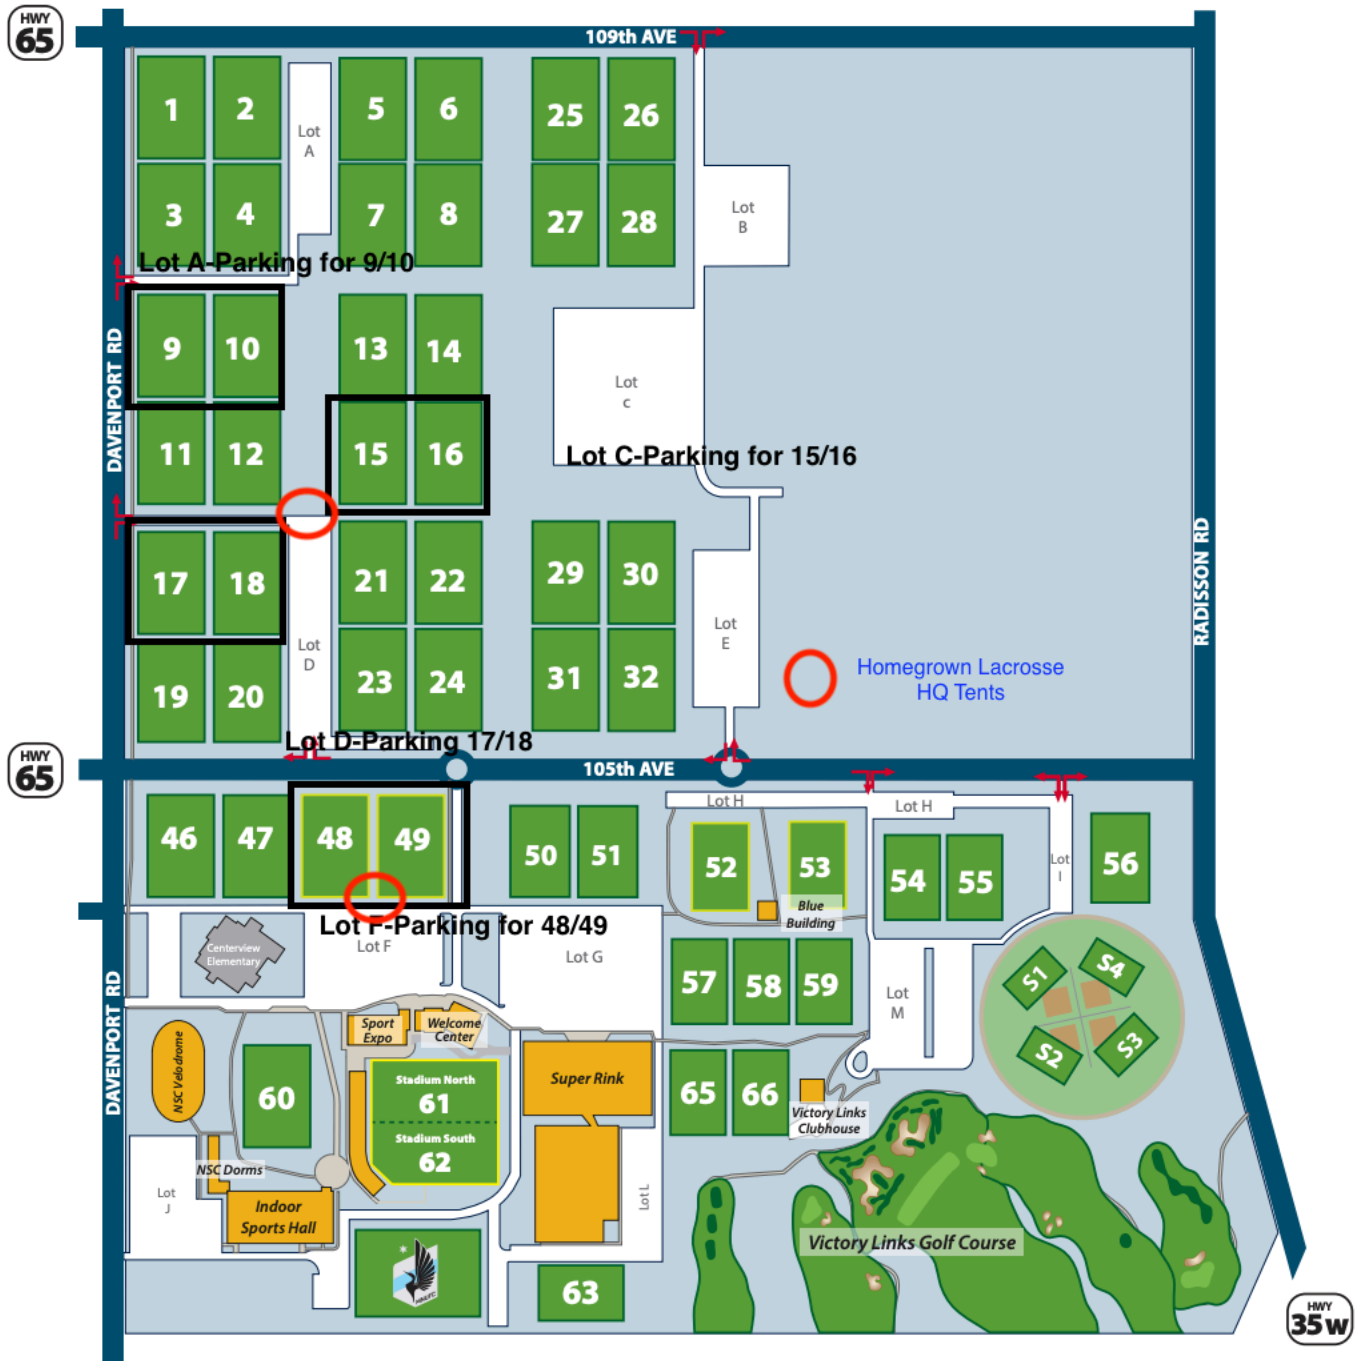 HWY
65
109th AVE
1
2
Lot
A
5
6
25
26
3
4
7
8
27
28
Lot
B
Lot A-Parking for 9/10
9
10
13
14
Lot
c
DAVENPORT RD
11
12
15
16
Lot C-Parking for 15/16
17
18
21
22
29
30
RADISSON RD
Lot
D
Lot
E
19
20
23
24
31
32
Homegrown Lacrosse
HQ Tents
Lot D-Parking 17/18
HWY
65
105th AVE
Lot H
Lot H
46
47
48
49
50
51
52
53
54
55
Lot
I
56
Blue
Building
Lot F-Parking for 48/49
Lot F
Centerview
Elementary
Lot G
57
58
59
Lot
M
S1
S4
S2
S3
DAVENPORT RD
NSC Velodrome
Sport
Expo
Welcome
Center
60
Stadium North
61
Stadium South
62
Super Rink
65
66
Victory Links
Clubhouse
NSC Dorms
Lot
J
Indoor
Sports Hall
Lot L
Victory Links Golf Course
MNUFC
63
HWY
35W